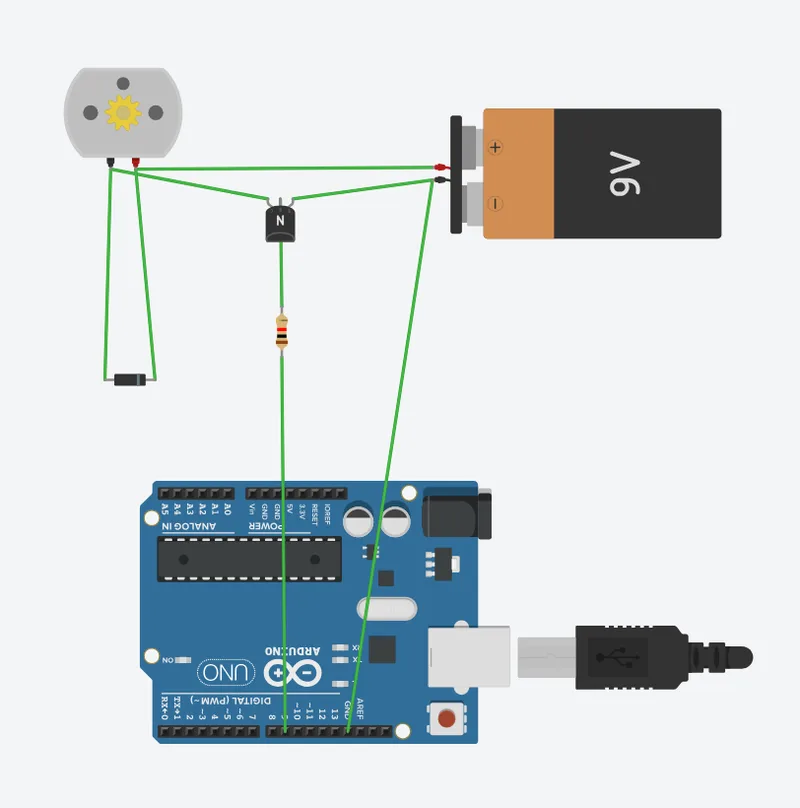 +
9V
−
N
A5
A4
A3
A2
A1
A0
Vin
GND
GND
5V
3.3V
RESET
IOREF
ANALOG IN
POWER
ON
UNO
ARDUINO
RX
TX
L
DIGITAL (PWM~)
RX←0
TX→1
2
~3
4
~5
~6
7
8
~10
~11
12
13
GND
AREF